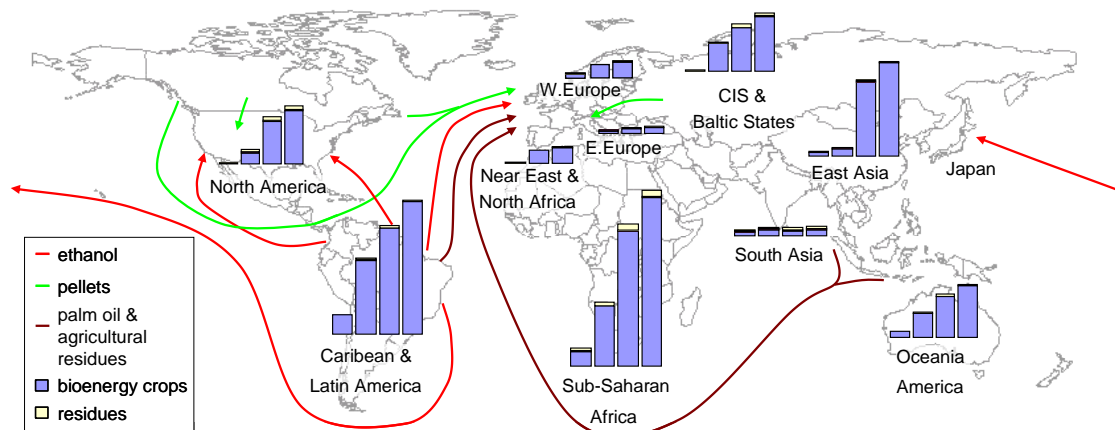 W.Europe
CIS &
Baltic States
E.Europe
North America
Near East &
North Africa
East Asia
Japan
South Asia
ethanol
pellets
palm oil &
agricultural
residues
bioenergy crops
residues
Caribean &
Latin America
Sub-Saharan
Africa
Oceania
America